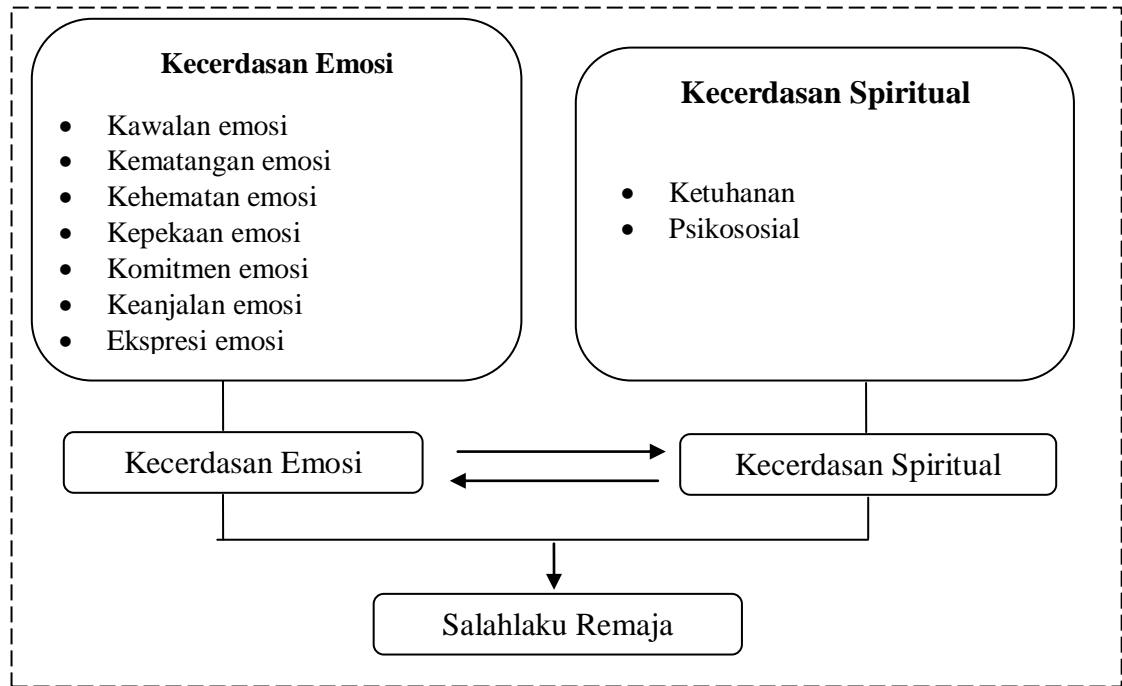 Kecerdasan Emosi
• Kawalan emosi
• Kematangan emosi
• Kehematan emosi
• Kepekaan emosi
• Komitmen emosi
• Keanjalan emosi
• Ekspresi emosi
Kecerdasan Spiritual
• Ketuhanan
• Psikososial
Kecerdasan Emosi
Kecerdasan Spiritual
Salahlaku Remaja